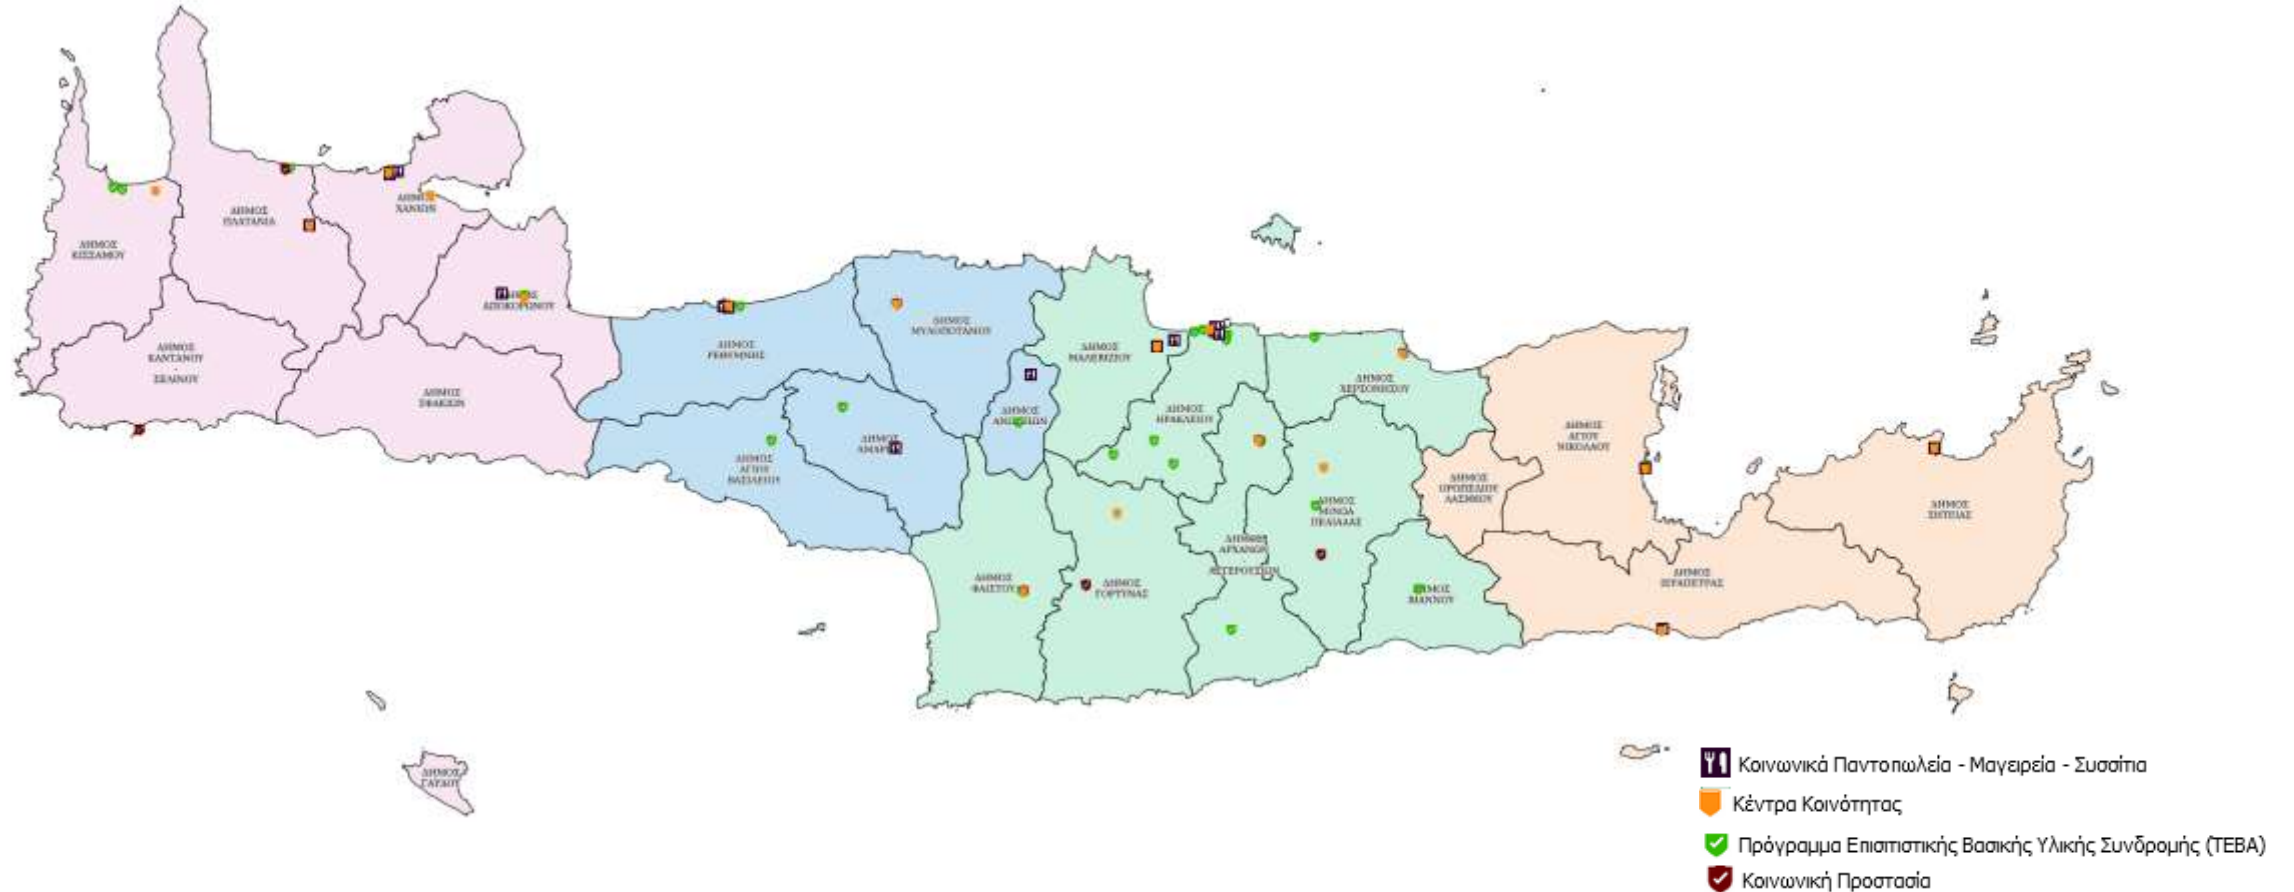 ΔΗΜΟΣ
ΚΙΣΣΑΜΟΥ
ΔΗΜΟΣ
ΠΛΑΤΑΝΙΑ
ΔΗΜΟΣ
ΧΑΝΙΩΝ
ΔΗΜΟΣ
ΑΠΟΚΟΡΩΝΟΥ
ΔΗΜΟΣ
ΚΑΝΤΑΝΟΥ
-
ΣΕΛΙΝΟΥ
ΔΗΜΟΣ
ΣΦΑΚΙΩΝ
ΔΗΜΟΣ
ΓΑΥΔΟΥ
ΔΗΜΟΣ
ΡΕΘΥΜΝΗΣ
ΔΗΜΟΣ
ΜΥΛΟΠΟΤΑΜΟΥ
ΔΗΜΟΣ
ΑΝΩΓΕΙΩΝ
ΔΗΜΟΣ
ΑΓΙΟΥ
ΒΑΣΙΛΕΙΟΥ
ΔΗΜΟΣ
ΔΗΜΟΣ
ΜΑΛΕΒΙΖΙΟΥ
ΔΗΜΟΣ
ΗΡΑΚΛΕΙΟΥ
ΔΗΜΟΣ
ΧΕΡΣΟΝΗΣΟΥ
ΔΗΜΟΣ
ΜΙΝΩΑ
ΠΕΔΙΑΔΑΣ
ΔΗΜΟΣ
ΑΡΧΑΝΩΝ
-
ΑΣΤΕΡΟΥΣΙΩΝ
ΔΗΜΟΣ
ΦΑΙΣΤΟΥ
ΔΗΜΟΣ
ΓΟΡΤΥΝΑΣ
ΔΗΜΟΣ
ΒΙΑΝΝΟΥ
ΔΗΜΟΣ
ΟΡΟΠΕΔΙΟΥ
ΛΑΣΙΘΙΟΥ
ΔΗΜΟΣ
ΑΓΙΟΥ
ΝΙΚΟΛΑΟΥ
ΔΗΜΟΣ
ΙΕΡΑΠΕΤΡΑΣ
ΔΗΜΟΣ
ΣΗΤΕΙΑΣ
Κοινωνικά Παντοπωλεία - Μαγειρεία - Συσσίτια
Κέντρα Κοινότητας
Πρόγραμμα Επισιτιστικής Βασικής Υλικής Συνδρομής (ΤΕΒΑ)
Κοινωνική Προστασία